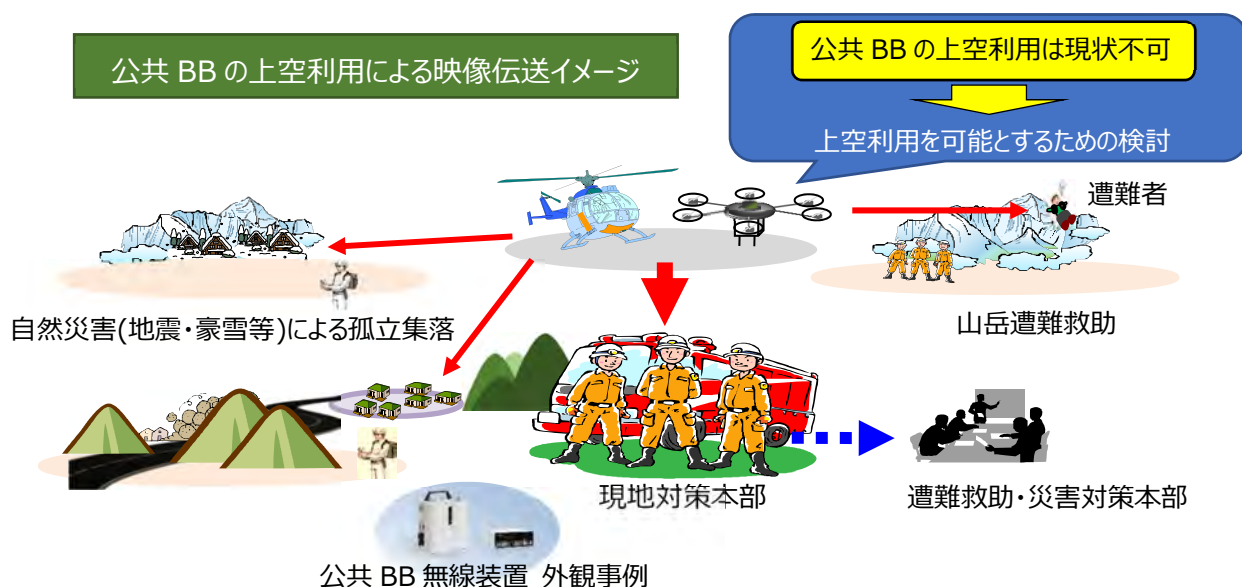 公共 BB の上空利用による映像伝送イメージ
公共 BB の上空利用は現状不可
上空利用を可能とするための検討
遭難者
自然災害(地震・豪雪等)による孤立集落
山岳遭難救助
現地対策本部
遭難救助・災害対策本部
公共 BB 無線装置 外観事例